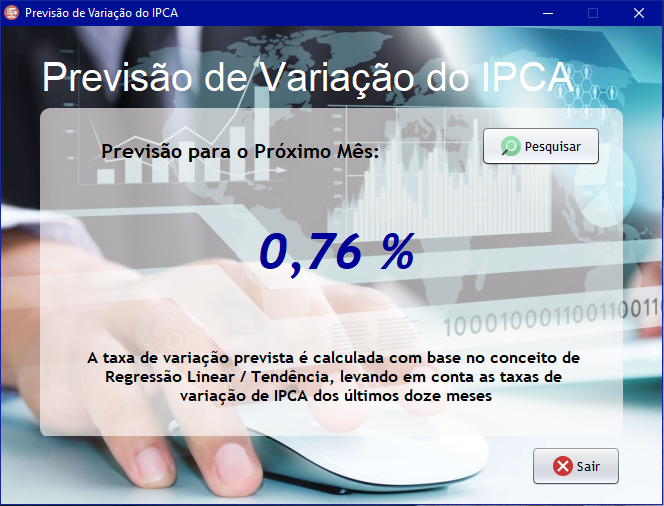 Previsão de Variação do IPCA
Previsão de Variação do IPCA
Previsão para o Próximo Mês:
Pesquisar
0,76 %
10001000110011001100
A taxa de variação prevista é calculada com base no conceito de
Regressão Linear / Tendência, levando em conta as taxas de
variação de IPCA dos últimos doze meses
Sair